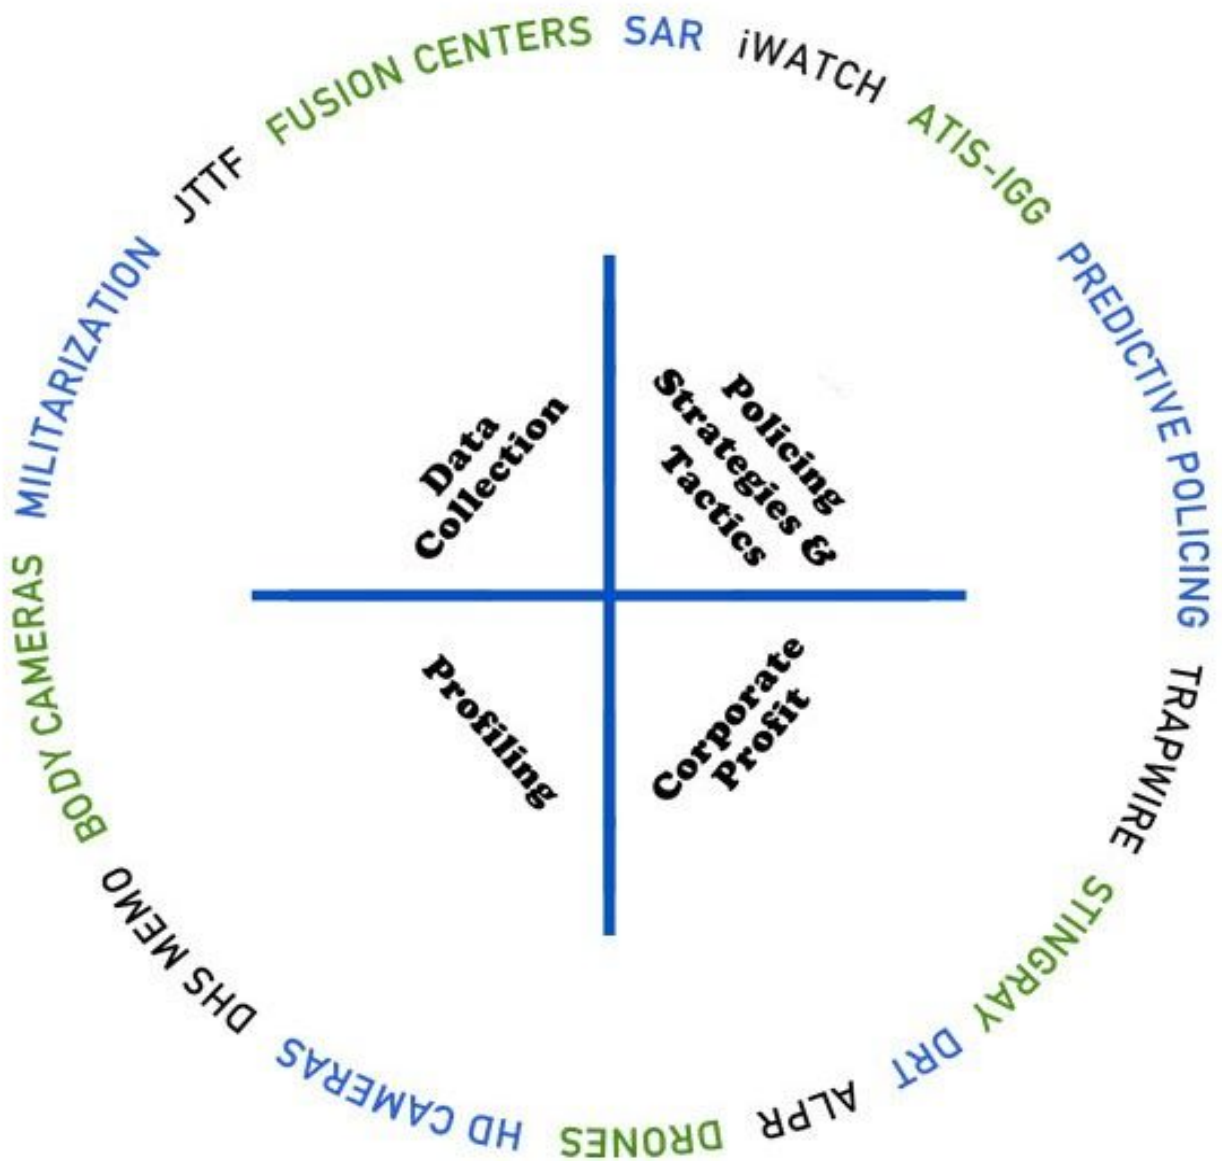 FUSION CENTERS
SAR
iWATCH
ATIS-IGG
PREDICTIVE POLICING
TRAPWIRE
STINGRAY
DRT
ALPR
DRONES
HD CAMERAS
DHS MEMO
BODY CAMERAS
MILITARIZATION
JTTF
Data
Collection
Policing
Strategies &
Tactics
Profiling
Corporate
Profit